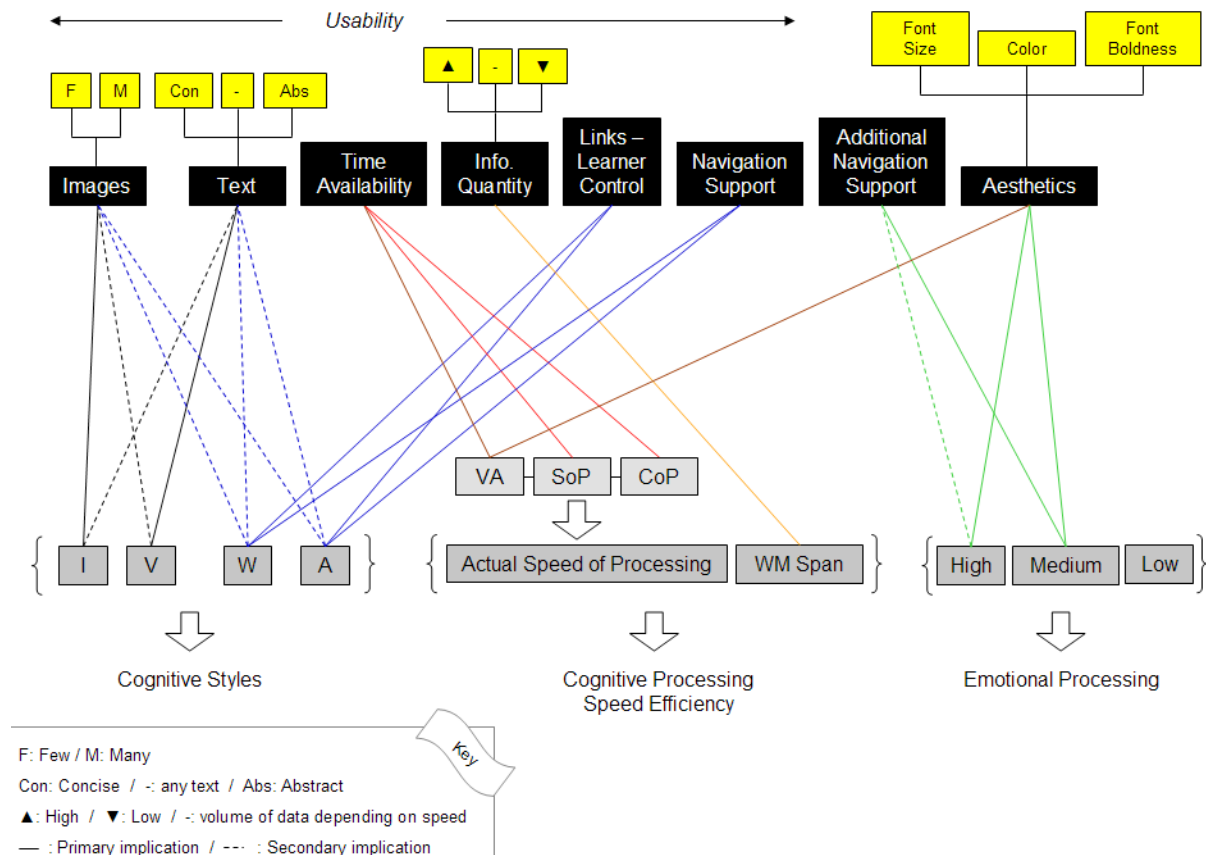 Usability
Font
Size
Color
Font
Boldness
▲
-
▼
F
M
Con
-
Abs
Images
Text
Time
Availability
Info.
Quantity
Links –
Learner
Control
Navigation
Support
Additional
Navigation
Support
Aesthetics
VA
SoP
CoP
I
V
W
A
Actual Speed of Processing
WM Span
High
Medium
Low
Cognitive Styles
Cognitive Processing
Speed Efficiency
Emotional Processing
Key
F: Few / M: Many
Con: Concise / -: any text / Abs: Abstract
▲: High / ▼: Low / -: volume of data depending on speed
— : Primary implication / --- : Secondary implication